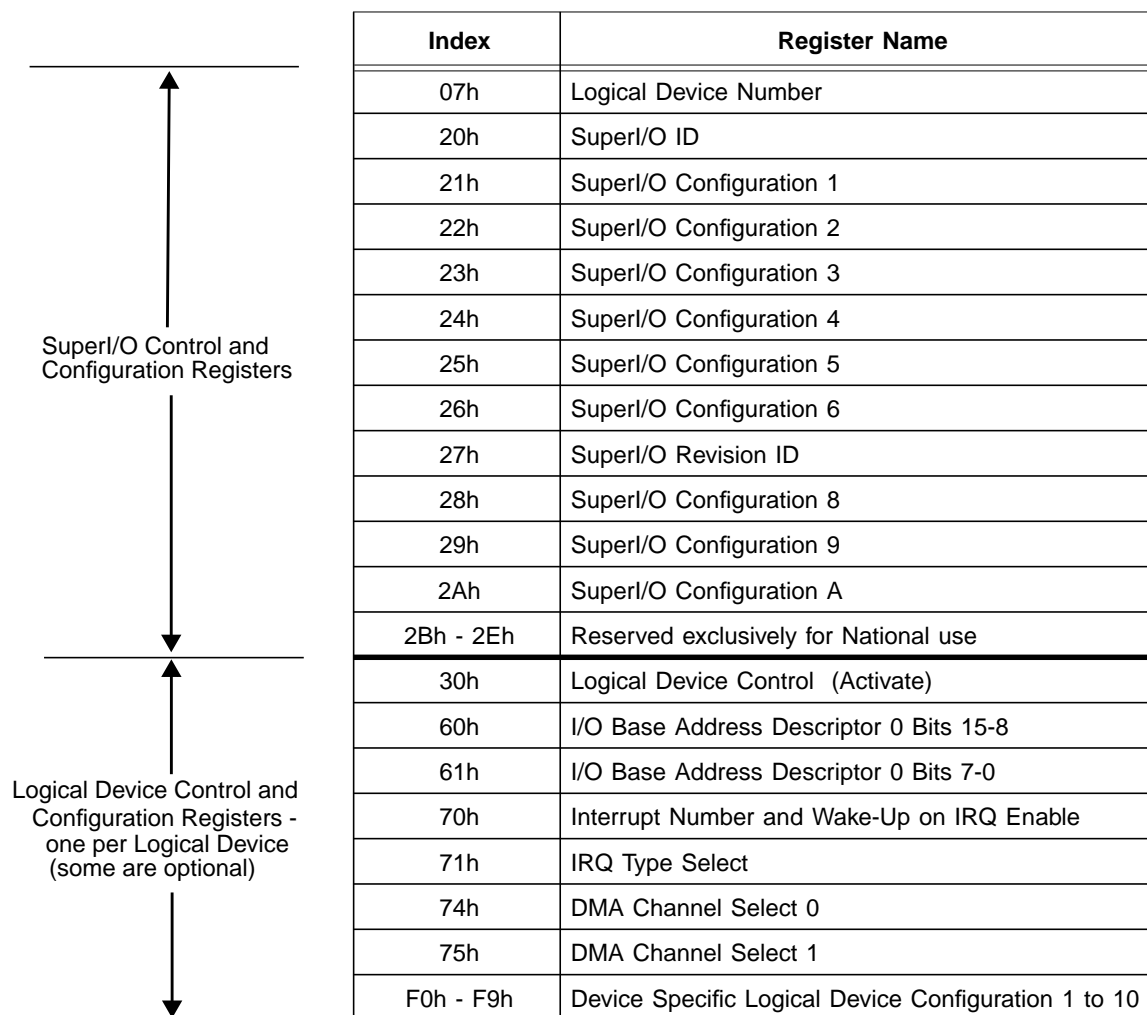 Index Register Name
07h Logical Device Number
20h SuperI/O ID
21h SuperI/O Configuration 1
22h SuperI/O Configuration 2
23h SuperI/O Configuration 3
24h SuperI/O Configuration 4
25h SuperI/O Configuration 5
26h SuperI/O Configuration 6
27h SuperI/O Revision ID
28h SuperI/O Configuration 8
29h SuperI/O Configuration 9
2Ah SuperI/O Configuration A
2Bh - 2Eh Reserved exclusively for National use
30h Logical Device Control (Activate)
60h I/O Base Address Descriptor 0 Bits 15-8
61h I/O Base Address Descriptor 0 Bits 7-0
70h Interrupt Number and Wake-Up on IRQ Enable
71h IRQ Type Select
74h DMA Channel Select 0
75h DMA Channel Select 1
F0h - F9h Device Specific Logical Device Configuration 1 to 10
SuperI/O Control and
Configuration Registers
Logical Device Control and
Configuration Registers -
one per Logical Device
(some are optional)